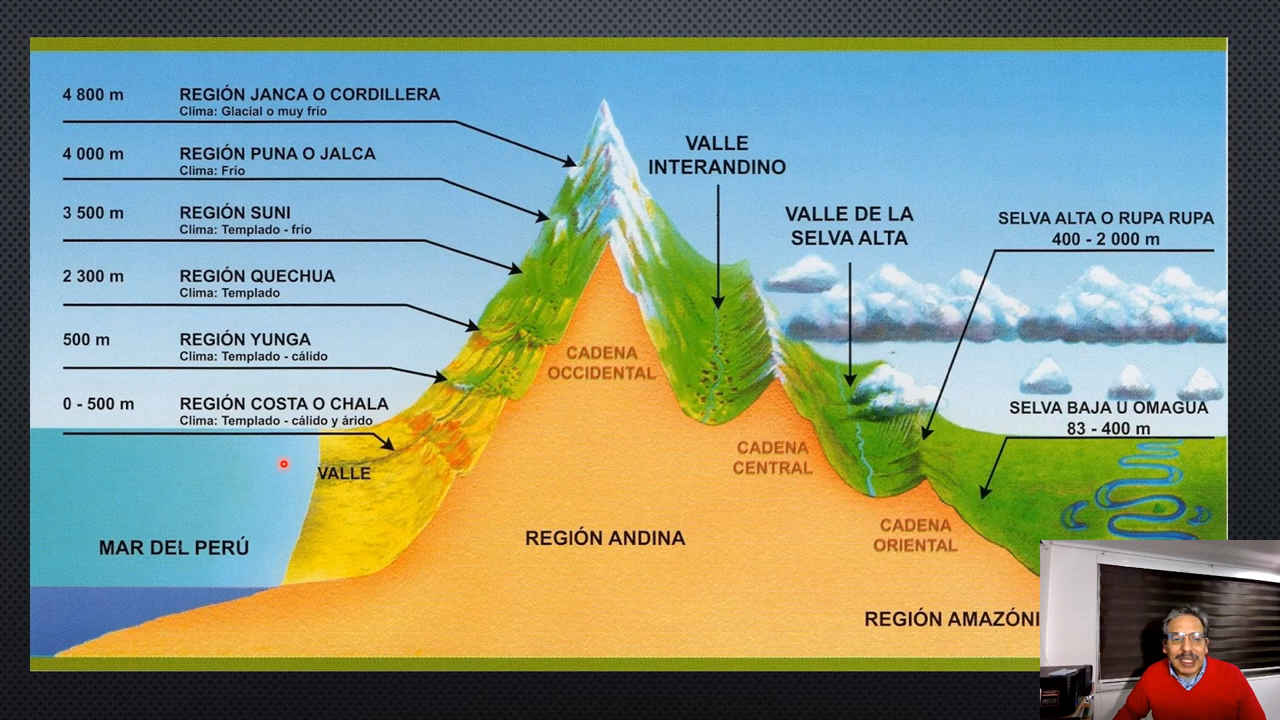 4 800 m REGIÓN JANCA O CORDILLERA
Clima: Glacial o muy frío
4 000 m REGIÓN PUNA O JALCA
Clima: Frío
3 500 m REGIÓN SUNI
Clima: Templado - frío
2 300 m REGIÓN QUECHUA
Clima: Templado
500 m REGIÓN YUNGA
Clima: Templado - cálido
0 - 500 m REGIÓN COSTA O CHALA
Clima: Templado - cálido y árido
VALLE
MAR DEL PERÚ
VALLE
INTERANDINO
VALLE DE LA
SELVA ALTA
SELVA ALTA O RUPA RUPA
400 - 2 000 m
SELVA BAJA U OMAGUA
83 - 400 m
CADENA
OCCIDENTAL
CADENA
CENTRAL
CADENA
ORIENTAL
REGIÓN ANDINA
REGIÓN AMAZÓNI